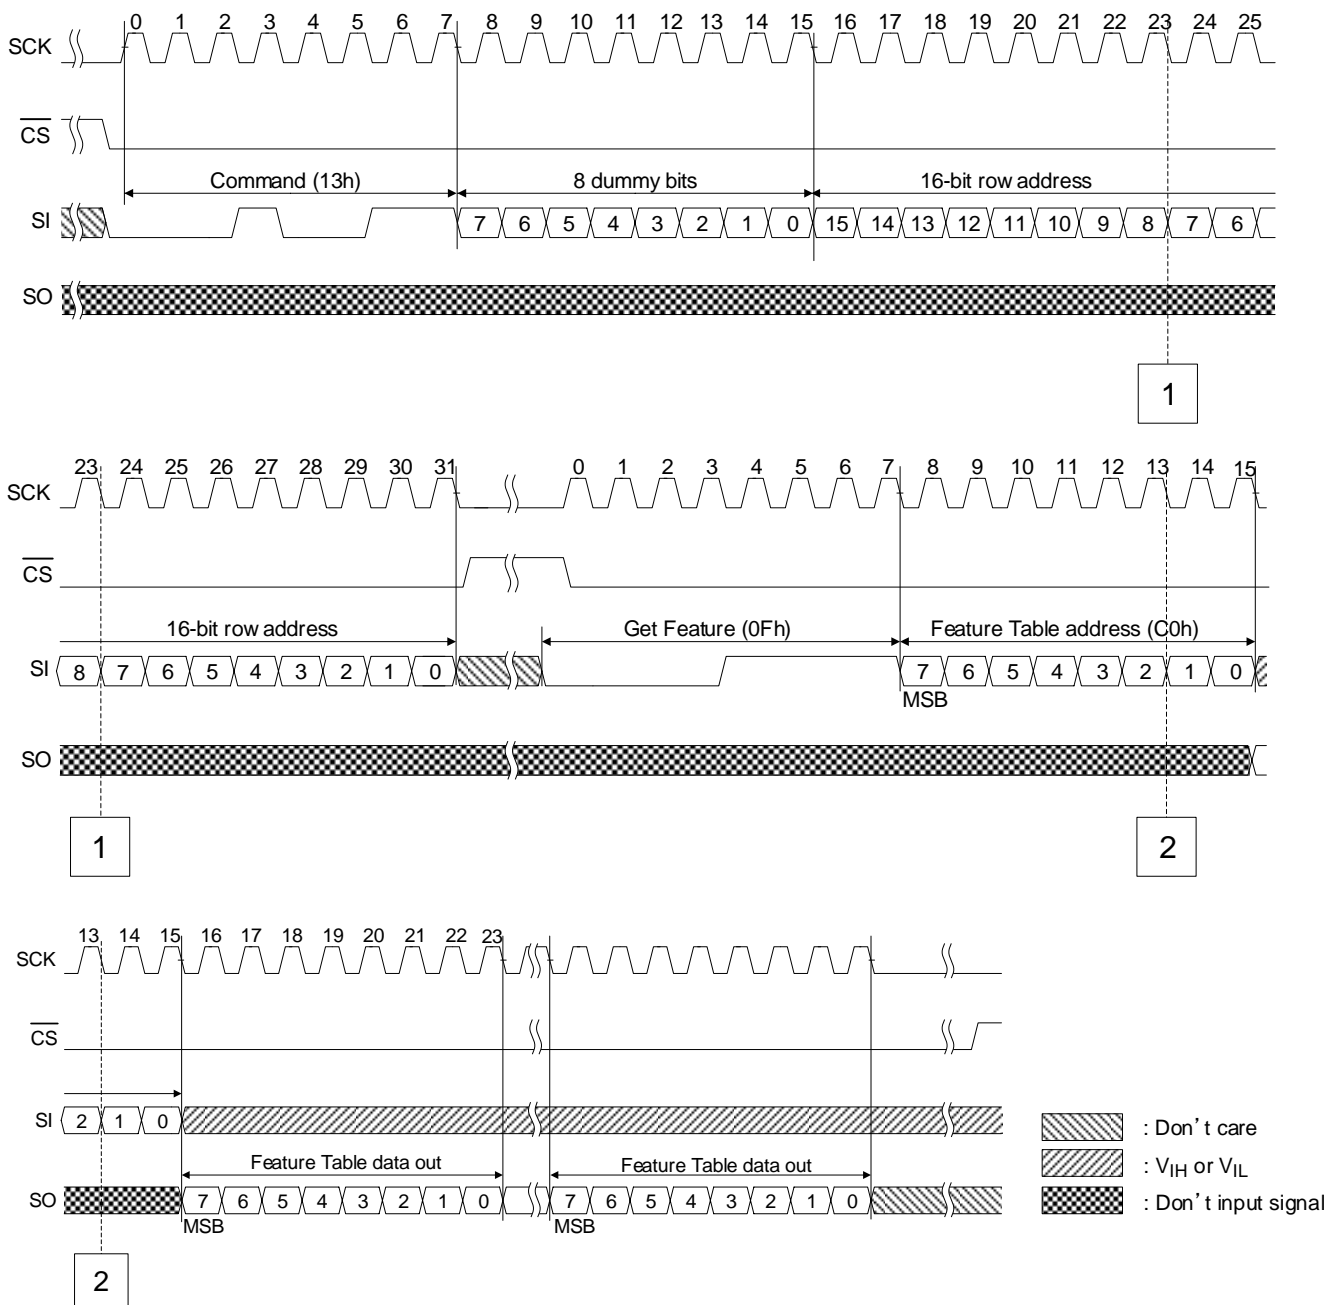 0 1 2 3 4 5 6 7 8 9 10 11 12 13 14 15 16 17 18 19 20 21 22 23 24 25
SCK
CS
Command (13h) 8 dummy bits 16-bit row address
SI 7 6 5 4 3 2 1 0 15 14 13 12 11 10 9 8 7 6
SO
1
23 24 25 26 27 28 29 30 31 0 1 2 3 4 5 6 7 8 9 10 11 12 13 14 15
SCK
CS
16-bit row address Get Feature (0Fh) Feature Table address (C0h)
SI 8 7 6 5 4 3 2 1 0 7 6 5 4 3 2 1 0
MSB
SO
1 2
13 14 15 16 17 18 19 20 21 22 23
SCK
CS
SI 2 1 0
: Don't care
Feature Table data out Feature Table data out
: VIH or VIL
SO 7 6 5 4 3 2 1 0 7 6 5 4 3 2 1 0
: Don't input signal
MSB MSB
2